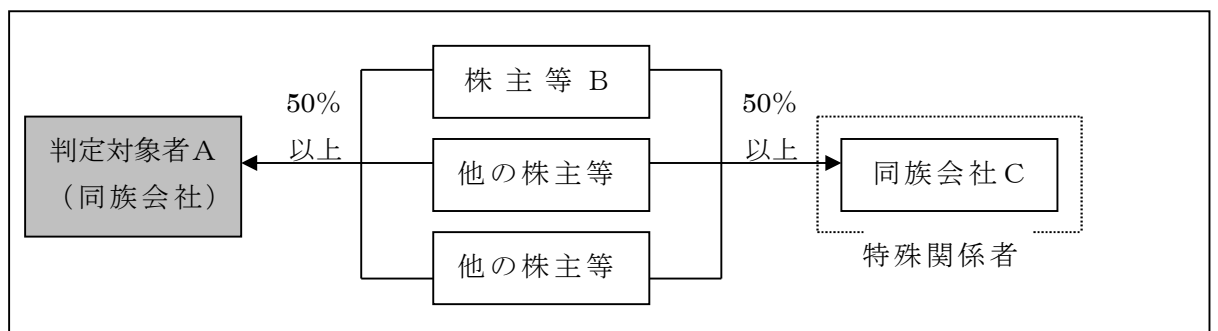 株主等B
50%
以上
50%
以上
判定対象者A
（同族会社）
他の株主等
同族会社C
他の株主等
特殊関係者